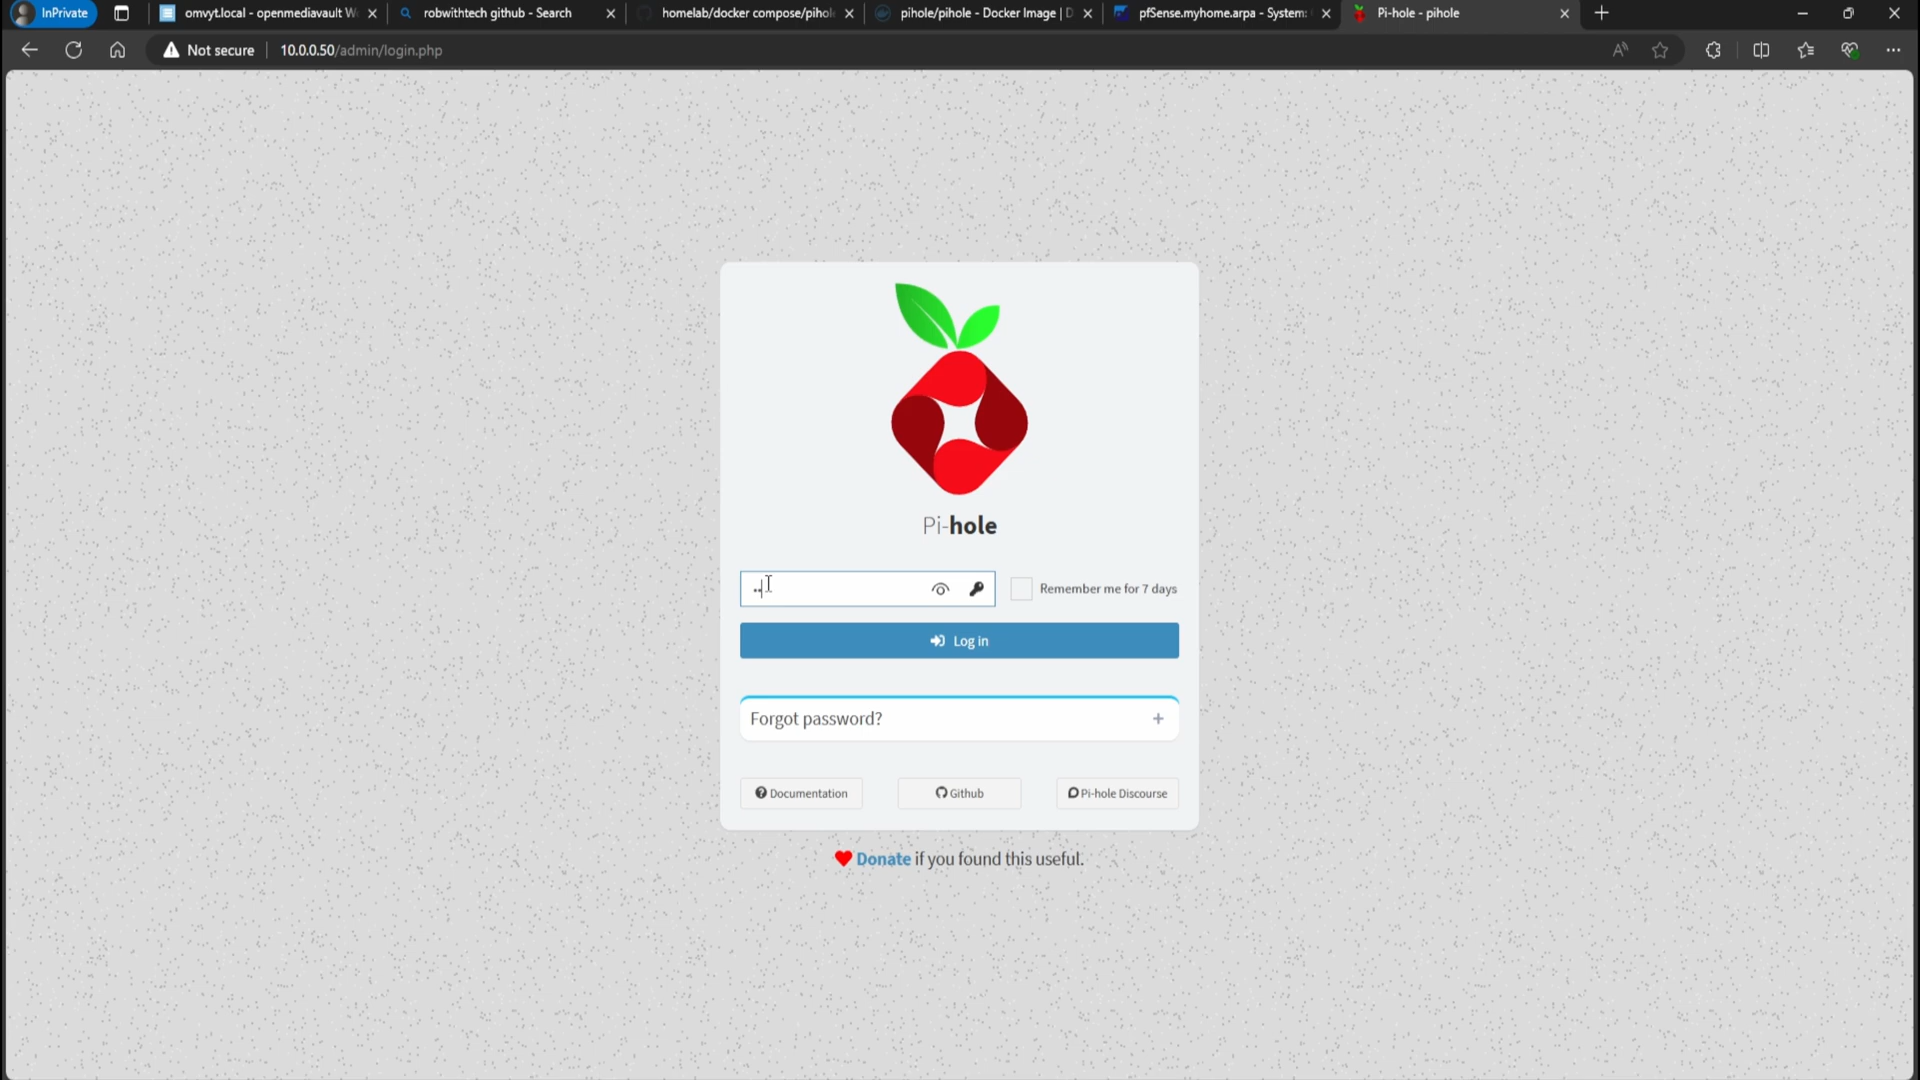 InPrivate
omvyt.local - openmediavault W
robwithtech github - Search
homelab/docker compose/pihol
pihole/pihole - Docker Image | D
pfSense.myhome.arpa - System:
Pi-hole - pihole
Not secure
10.0.0.50/admin/login.php
Pi-hole
Remember me for 7 days
Log in
Forgot password?
Documentation
Github
Pi-hole Discourse
Donate if you found this useful.